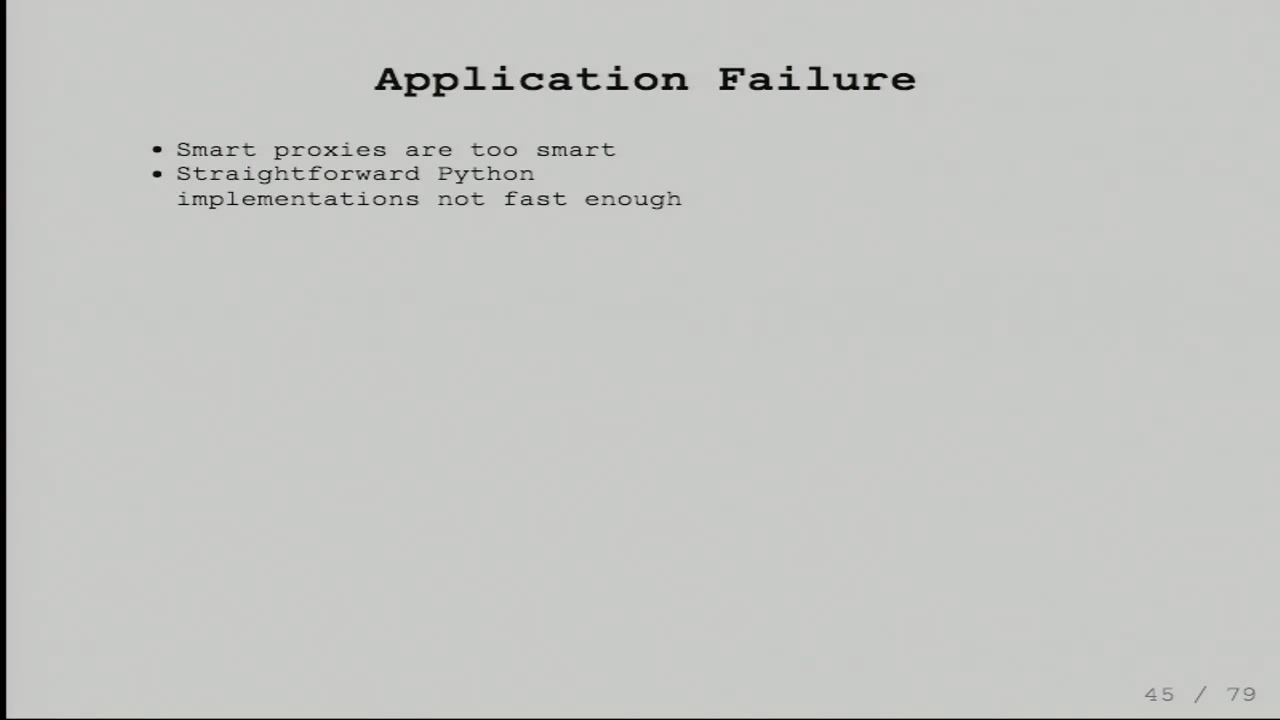 Application Failure
• Smart proxies are too smart
• Straightforward Python
implementations not fast enough
45 / 79